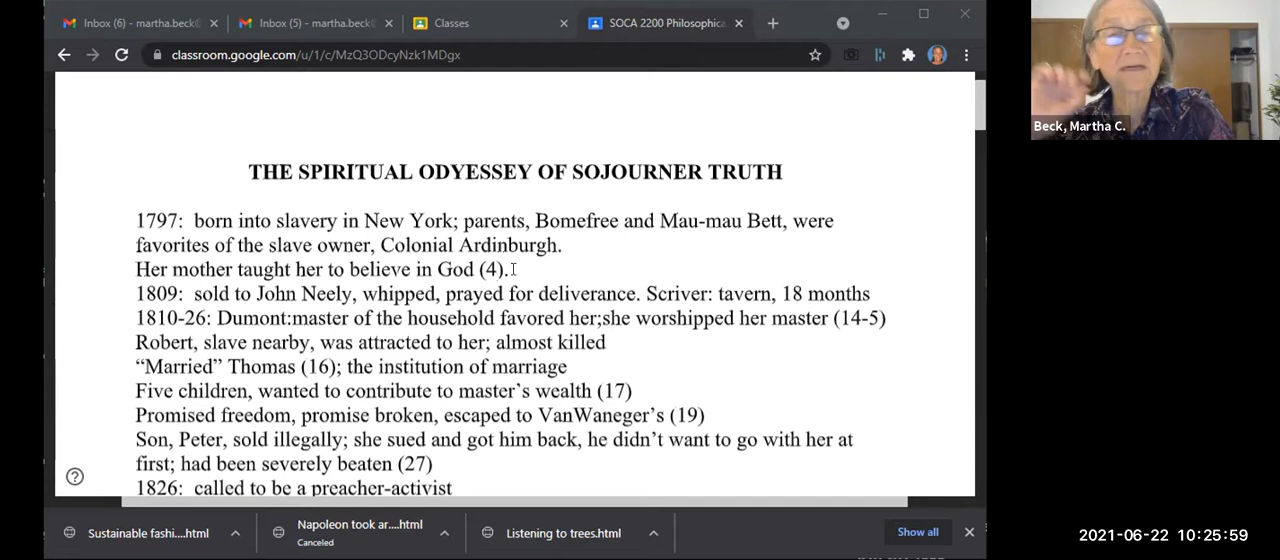 Inbox (6) - martha.beck@
Inbox (5) - martha.beck@
Classes
SOCA 2200 Philosophica
classroom.google.com/u/1/c/MzQ3ODcyNzk1MDgx
Beck, Martha C.
THE SPIRITUAL ODYESSEY OF SOJOURNER TRUTH
1797: born into slavery in New York; parents, Bomefree and Mau-mau Bett, were
favorites of the slave owner, Colonial Ardinburgh.
Her mother taught her to believe in God (4).
1809: sold to John Neely, whipped, prayed for deliverance. Scriver: tavern, 18 months
1810-26: Dumont:master of the household favored her;she worshipped her master (14-5)
Robert, slave nearby, was attracted to her; almost killed
“Married” Thomas (16); the institution of marriage
Five children, wanted to contribute to master’s wealth (17)
Promised freedom, promise broken, escaped to VanWaneger’s (19)
Son, Peter, sold illegally; she sued and got him back, he didn’t want to go with her at
first; had been severely beaten (27)
1826: called to be a preacher-activist
Sustainable fashi....html
Napoleon took ar....html
Canceled
Listening to trees.html
Show all
2021-06-22 10:25:59